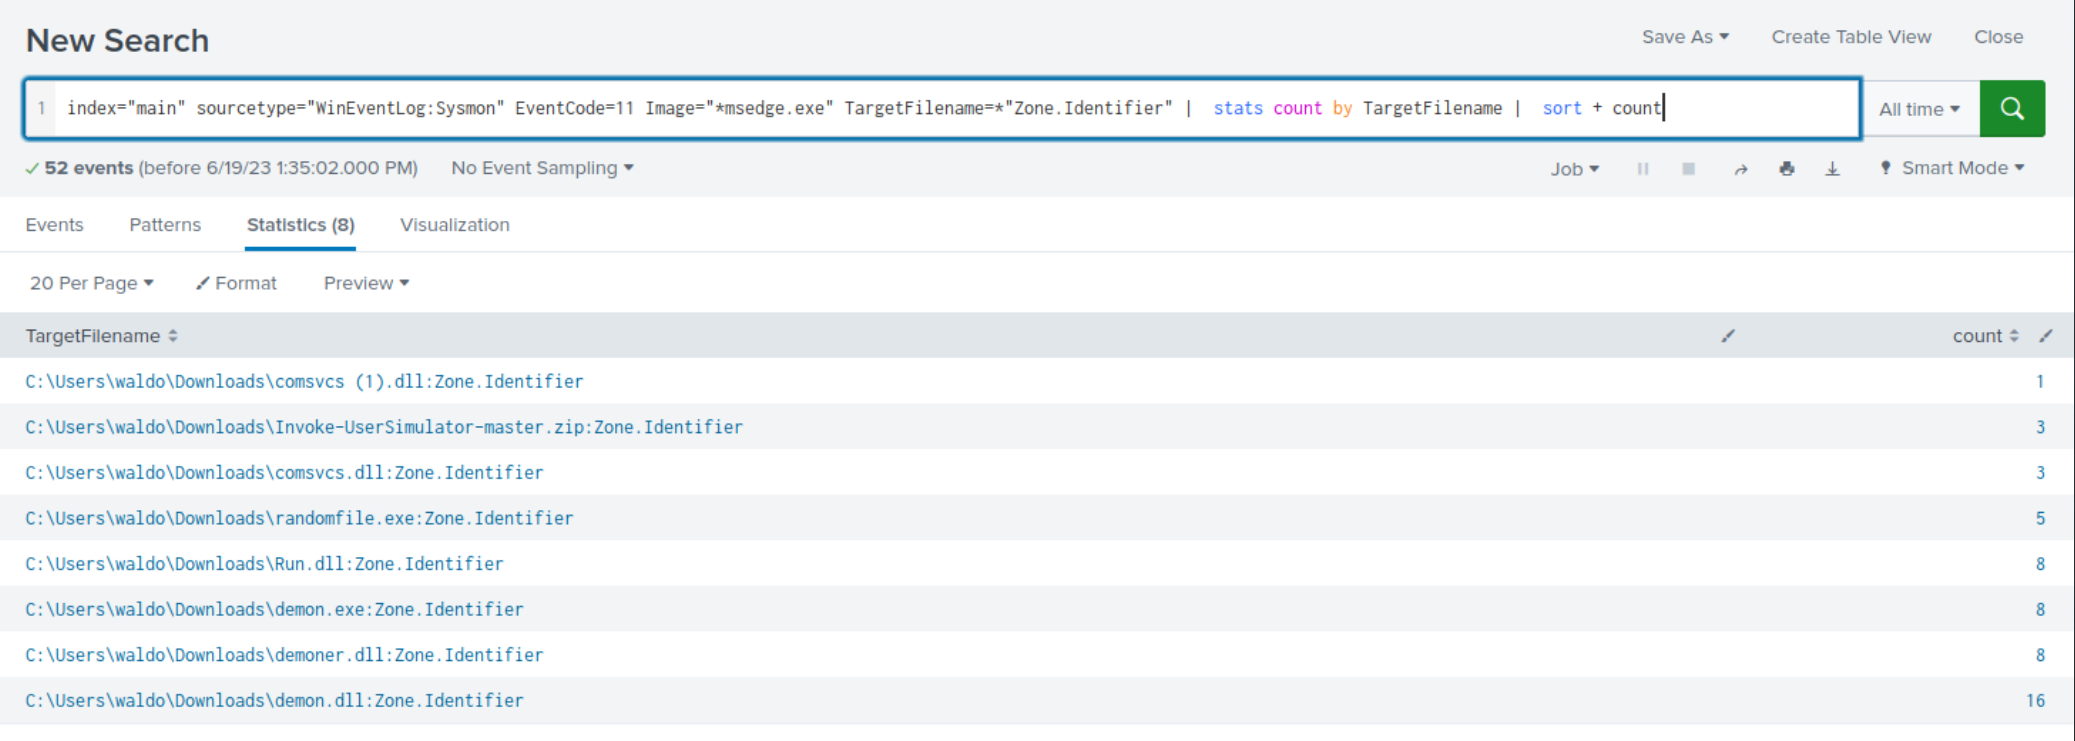 New Search
Save As Create Table View Close
1 index="main" sourcetype="WinEventLog:Sysmon" EventCode=11 Image="*msedge.exe" TargetFilename=*"Zone.Identifier" | stats count by TargetFilename | sort + count
All time
52 events (before 6/19/23 1:35:02.000 PM) No Event Sampling
Job Smart Mode
Events Patterns Statistics (8) Visualization
20 Per Page Format Preview
TargetFilename count
C:\Users\waldo\Downloads\comsvcs (1).dll:Zone.Identifier 1
C:\Users\waldo\Downloads\Invoke-UserSimulator-master.zip:Zone.Identifier 3
C:\Users\waldo\Downloads\comsvcs.dll:Zone.Identifier 3
C:\Users\waldo\Downloads\randomfile.exe:Zone.Identifier 5
C:\Users\waldo\Downloads\Run.dll:Zone.Identifier 8
C:\Users\waldo\Downloads\demon.exe:Zone.Identifier 8
C:\Users\waldo\Downloads\demoner.dll:Zone.Identifier 8
C:\Users\waldo\Downloads\demon.dll:Zone.Identifier 16